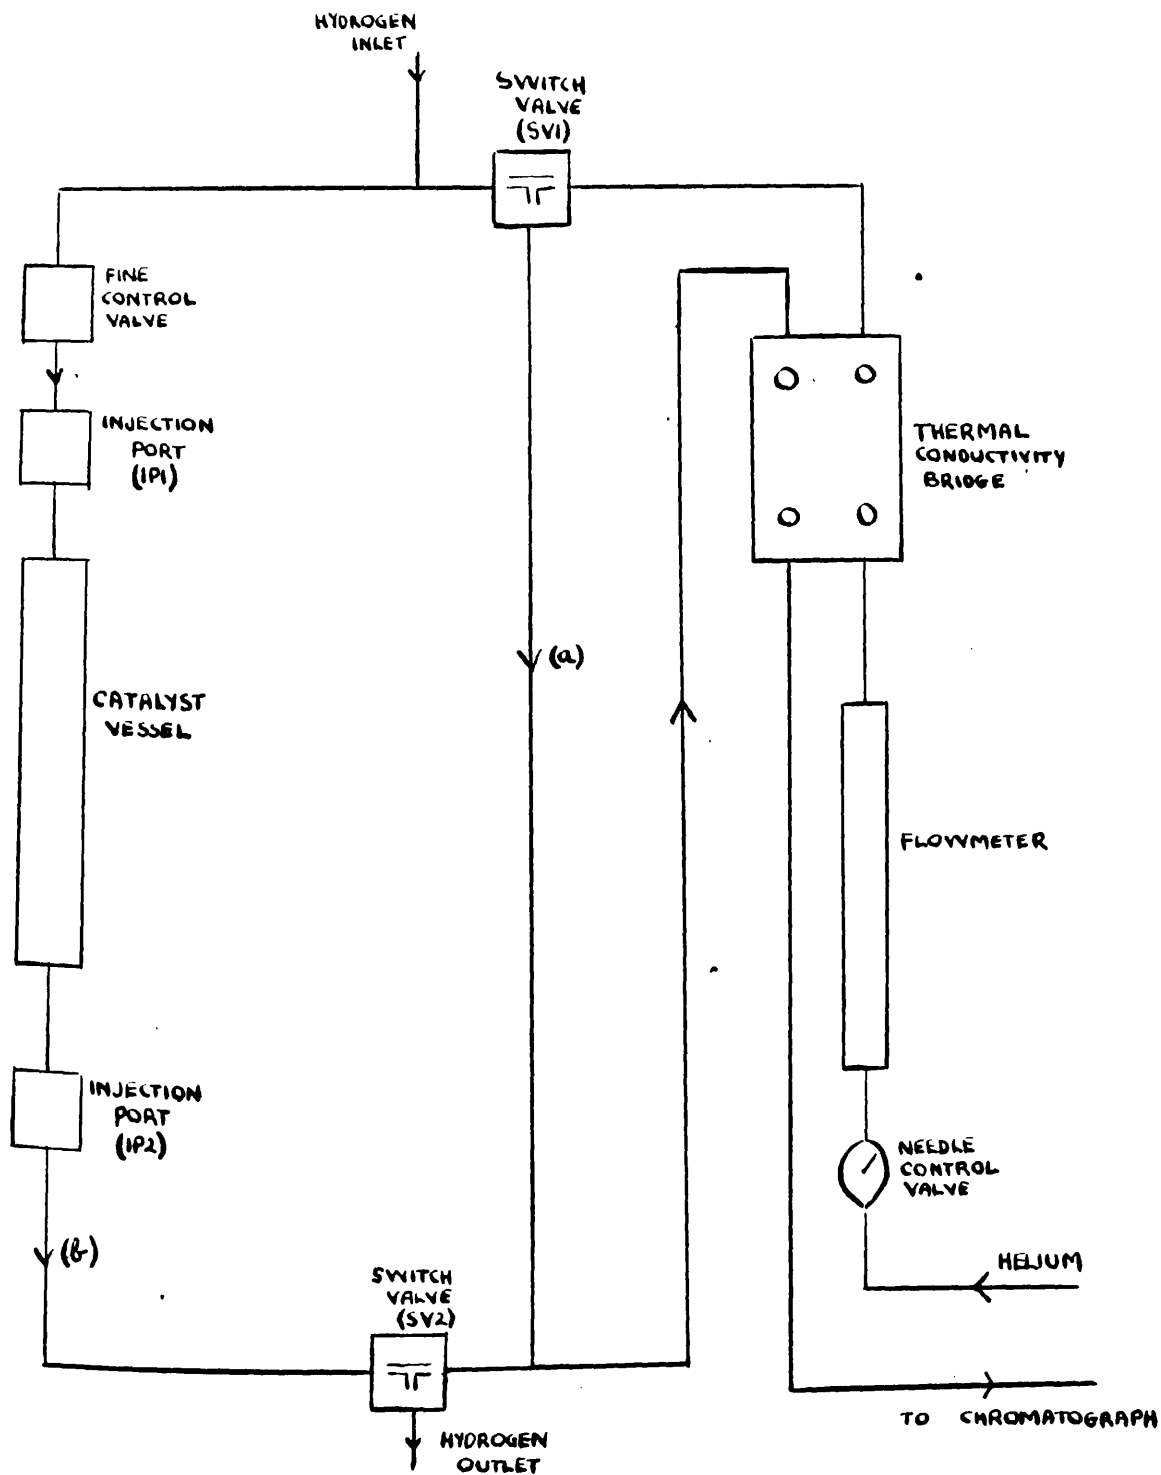 HYDROGEN
INLET
SWITCH
VALVE
(SV1)
FINE
CONTROL
VALVE
INJECTION
PORT
(IP1)
THERMAL
CONDUCTIVITY
BRIDGE
(a)
CATALYST
VESSEL
FLOWMETER
INJECTION
PORT
(IP2)
NEEDLE
CONTROL
VALVE
(b)
HELIUM
SWITCH
VALVE
(SV2)
TO CHROMATOGRAPH
HYDROGEN
OUTLET